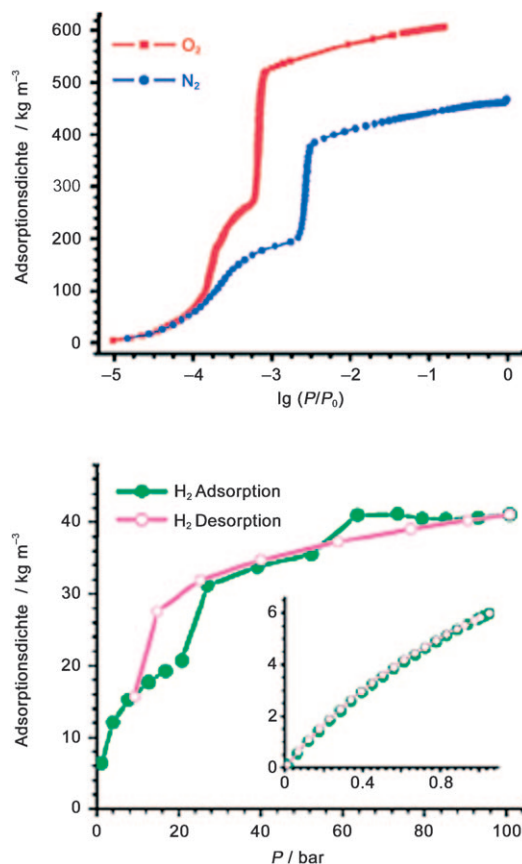 O₂
N₂
Adsorptionsdichte / kg m⁻³
600
500
400
300
200
100
0
–5 –4 –3 –2 –1 0
lg (P/P₀)
H₂ Adsorption
H₂ Desorption
Adsorptionsdichte / kg m⁻³
40
30
20
10
0
6
4
2
0
0 0.4 0.8
0 20 40 60 80 100
P / bar